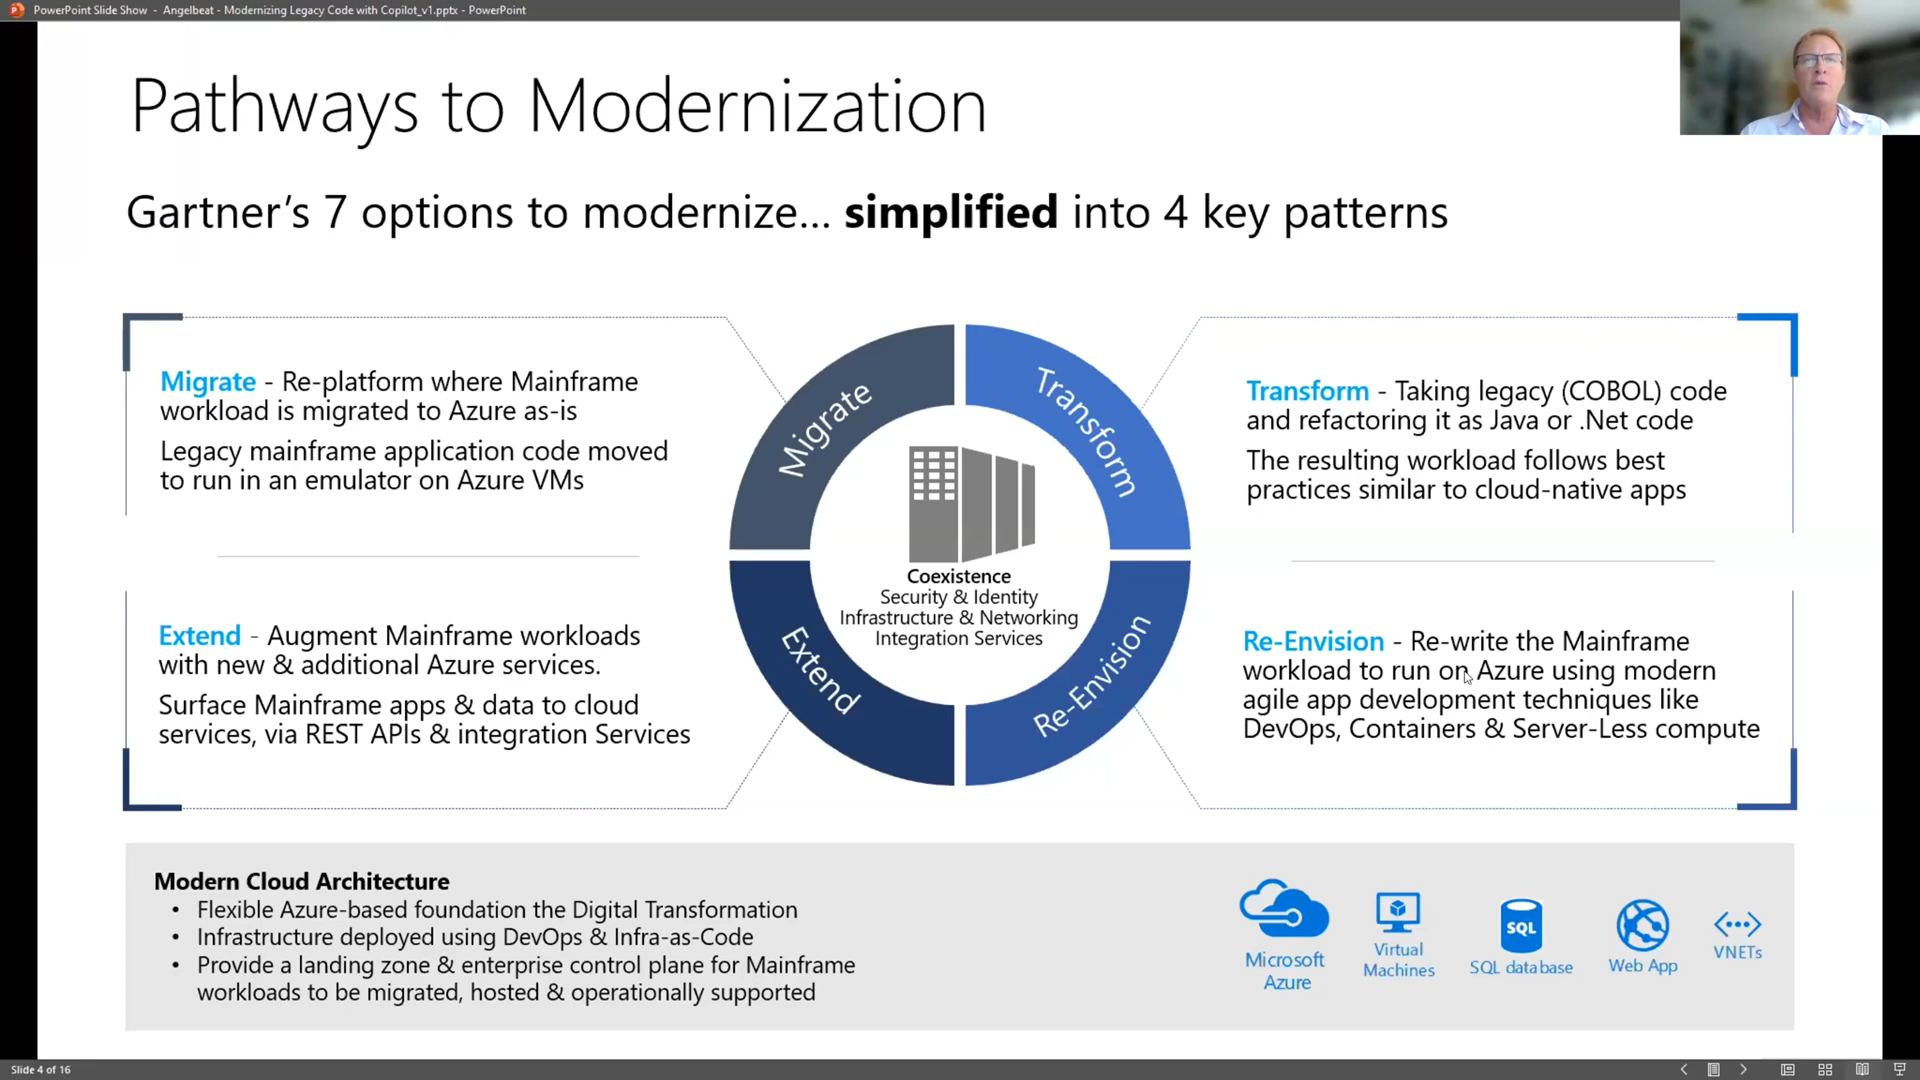 PowerPoint Slide Show - Angelbeat - Modernizing Legacy Code with Copilot_v1.pptx - PowerPoint
Pathways to Modernization
Gartner's 7 options to modernize... simplified into 4 key patterns
Migrate - Re-platform where Mainframe
workload is migrated to Azure as-is
Legacy mainframe application code moved
to run in an emulator on Azure VMs
Extend - Augment Mainframe workloads
with new & additional Azure services.
Surface Mainframe apps & data to cloud
services, via REST APIs & integration Services
Migrate
Transform
Extend
Re-Envision
Coexistence
Security & Identity
Infrastructure & Networking
Integration Services
Transform - Taking legacy (COBOL) code
and refactoring it as Java or .Net code
The resulting workload follows best
practices similar to cloud-native apps
Re-Envision - Re-write the Mainframe
workload to run on Azure using modern
agile app development techniques like
DevOps, Containers & Server-Less compute
Modern Cloud Architecture
• Flexible Azure-based foundation the Digital Transformation
• Infrastructure deployed using DevOps & Infra-as-Code
• Provide a landing zone & enterprise control plane for Mainframe
workloads to be migrated, hosted & operationally supported
Microsoft
Azure
Virtual
Machines
SQL
SQL database
Web App
VNETs
Slide 4 of 16